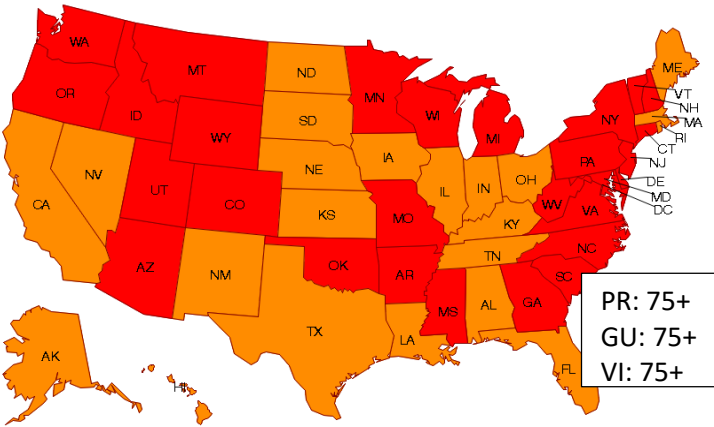 WA
MT
ND
MN
ME
OR
ID
WY
SD
WI
MI
NY
VT
NH
MA
RI
CT
NV
UT
CO
NE
IA
IL
IN
OH
PA
NJ
DE
MD
DC
CA
KS
MO
KY
WV
VA
AZ
NM
OK
AR
TN
NC
SC
TX
LA
MS
AL
GA
FL
AK
HI
PR: 75+
GU: 75+
VI: 75+